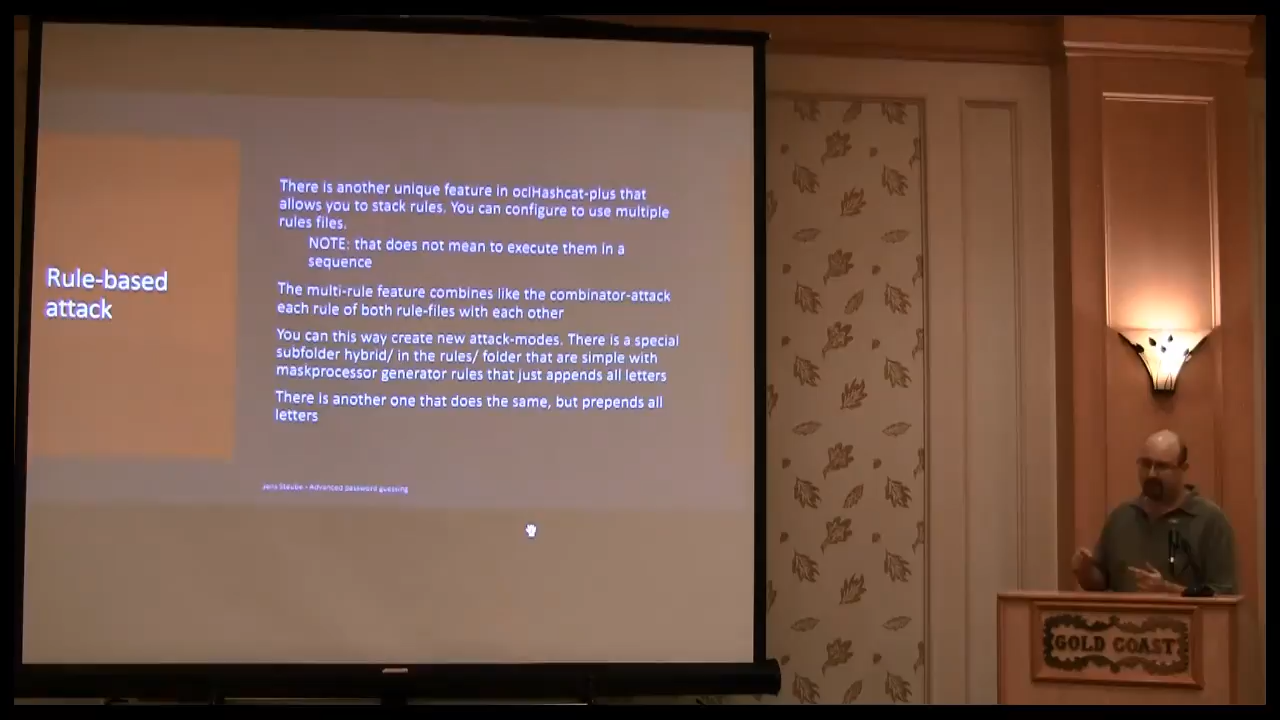 Rule-based
attack
There is another unique feature in oclHashcat-plus that
allows you to stack rules. You can configure to use multiple
rules files.
NOTE: that does not mean to execute them in a
sequence
The multi-rule feature combines like the combinator-attack
each rule of both rule-files with each other
You can this way create new attack-modes. There is a special
subfolder hybrid/ in the rules/ folder that are simple with
maskprocessor generator rules that just appends all letters
There is another one that does the same, but prepends all
letters
Jens Steube - Advanced password guessing
GOLD COAST